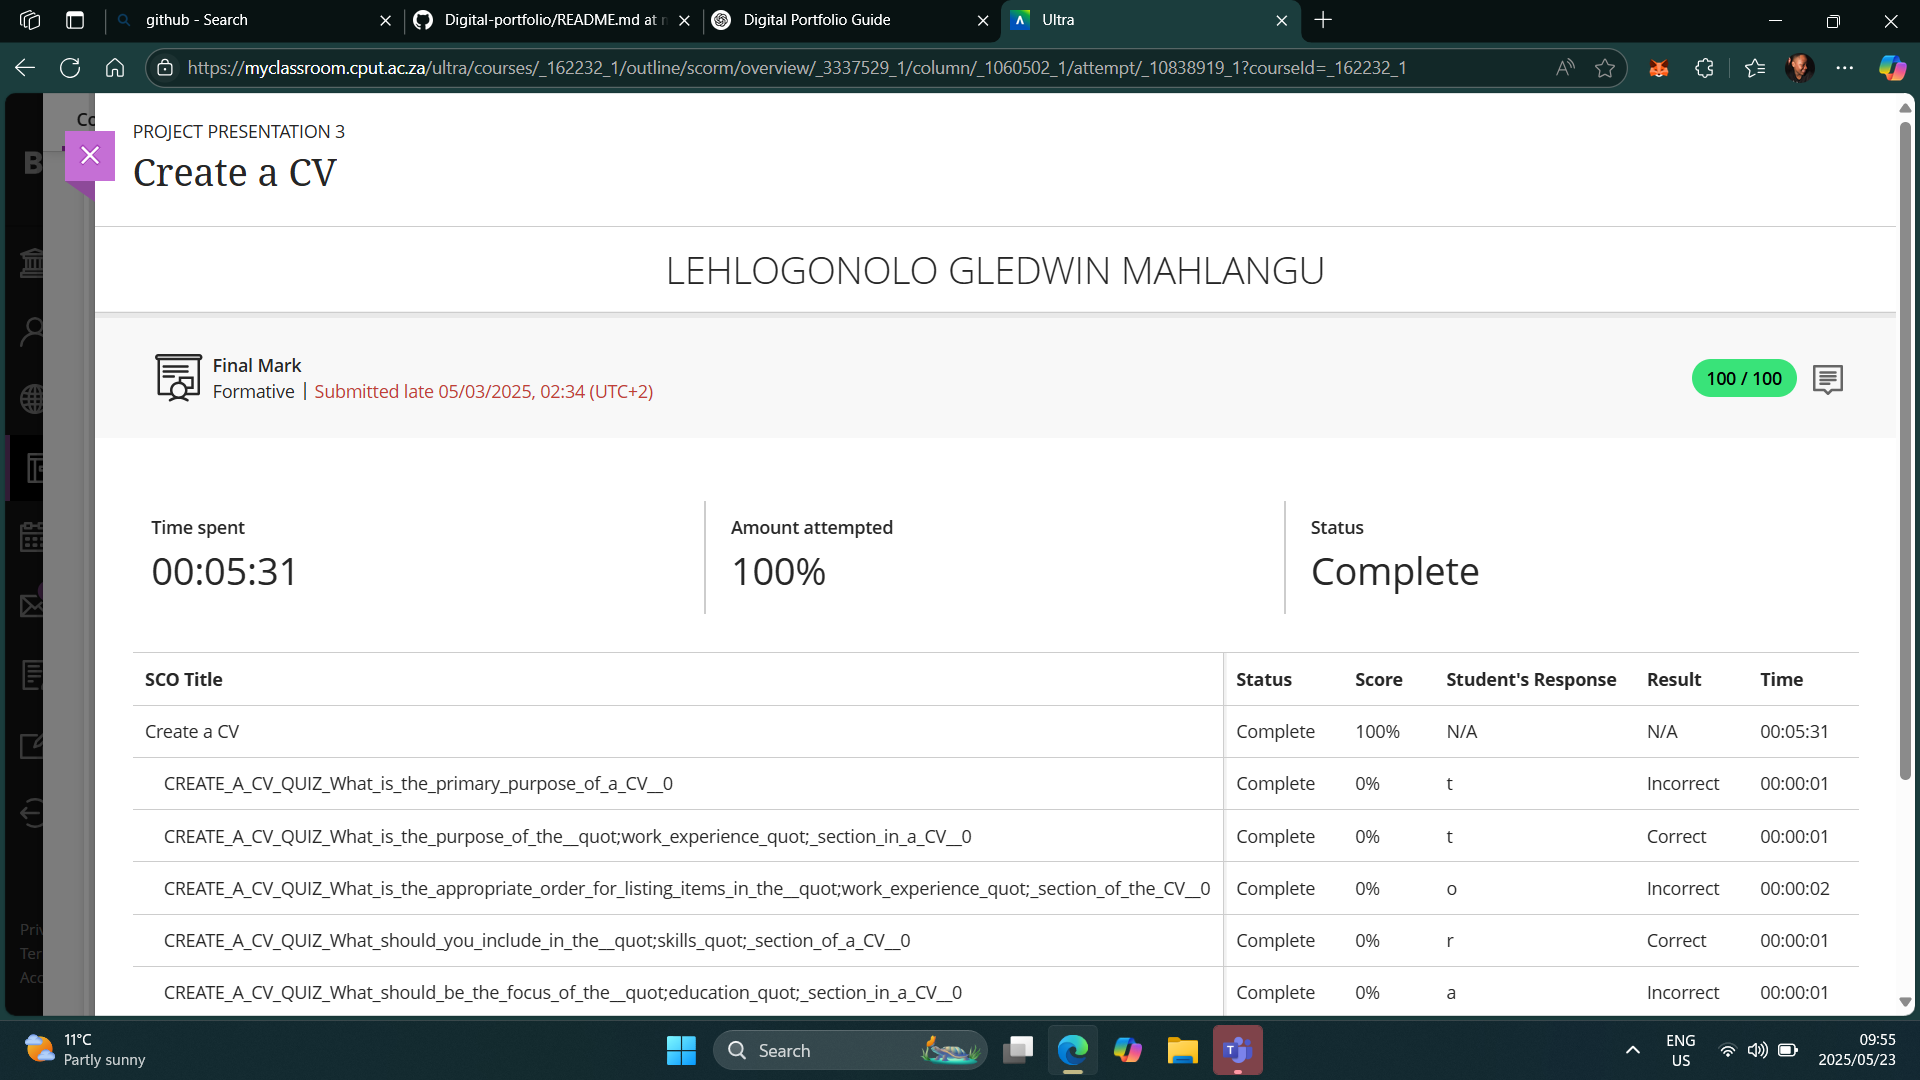 github - Search
Digital-portfolio/README.md at
Digital Portfolio Guide
Ultra
https://myclassroom.cput.ac.za/ultra/courses/_162232_1/outline/scorm/overview/_3337529_1/column/_1060502_1/attempt/_10838919_1?courseId=_162232_1
PROJECT PRESENTATION 3
Create a CV
LEHLOGONOLO GLEDWIN MAHLANGU
Final Mark
Formative | Submitted late 05/03/2025, 02:34 (UTC+2)
100 / 100
Time spent
00:05:31
Amount attempted
100%
Status
Complete
SCO Title Status Score Student's Response Result Time
Create a CV Complete 100% N/A N/A 00:05:31
CREATE_A_CV_QUIZ_What_is_the_primary_purpose_of_a_CV__0 Complete 0% t Incorrect 00:00:01
CREATE_A_CV_QUIZ_What_is_the_purpose_of_the__quot;work_experience_quot;_section_in_a_CV__0 Complete 0% t Correct 00:00:01
CREATE_A_CV_QUIZ_What_is_the_appropriate_order_for_listing_items_in_the__quot;work_experience_quot;_section_of_the_CV__0 Complete 0% o Incorrect 00:00:02
CREATE_A_CV_QUIZ_What_should_you_include_in_the__quot;skills_quot;_section_of_a_CV__0 Complete 0% r Correct 00:00:01
CREATE_A_CV_QUIZ_What_should_be_the_focus_of_the__quot;education_quot;_section_in_a_CV__0 Complete 0% a Incorrect 00:00:01
11°C
Partly sunny
Search
ENG
US
09:55
2025/05/23